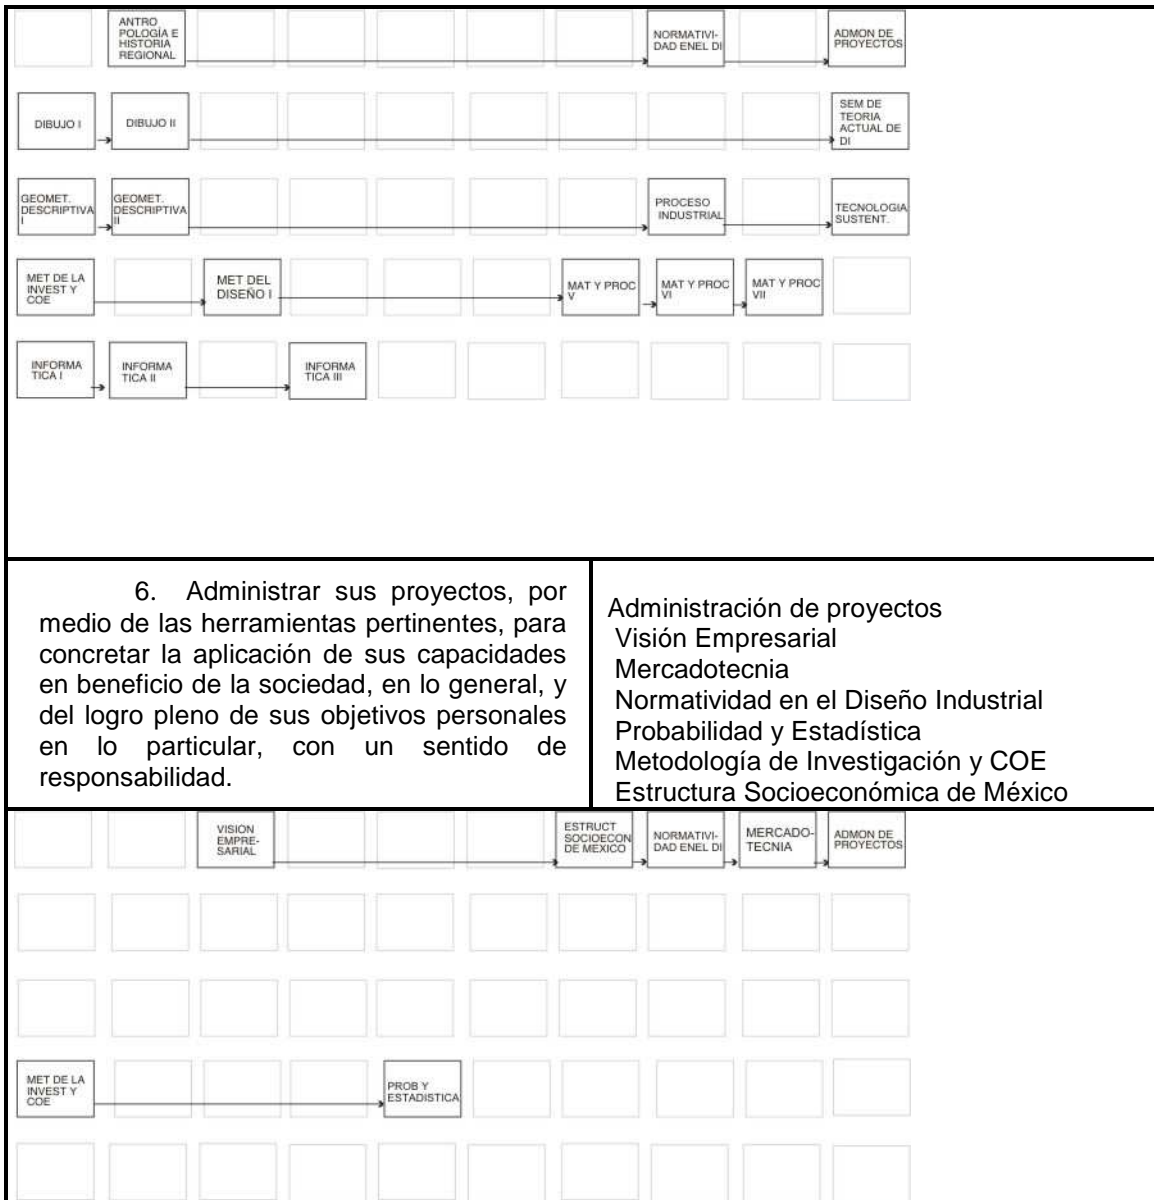 ANTRO
POLOGÍA E
HISTORIA
REGIONAL
NORMATIVI-
DAD ENEL DI
ADMON DE
PROYECTOS
DIBUJO I
DIBUJO II
SEM DE
TEORIA
ACTUAL DE
DI
GEOMET.
DESCRIPTIVA
I
GEOMET.
DESCRIPTIVA
II
PROCESO
INDUSTRIAL
TECNOLOGIA
SUSTENT.
MET DE LA
INVEST Y
COE
MET DEL
DISEÑO I
MAT Y PROC
V
MAT Y PROC
VI
MAT Y PROC
VII
INFORMA
TICA I
INFORMA
TICA II
INFORMA
TICA III
6. Administrar sus proyectos, por
medio de las herramientas pertinentes, para
concretar la aplicación de sus capacidades
en beneficio de la sociedad, en lo general, y
del logro pleno de sus objetivos personales
en lo particular, con un sentido de
responsabilidad.
Administración de proyectos
Visión Empresarial
Mercadotecnia
Normatividad en el Diseño Industrial
Probabilidad y Estadística
Metodología de Investigación y COE
Estructura Socioeconómica de México
VISION
EMPRE-
SARIAL
ESTRUCT
SOCIOECON
DE MEXICO
NORMATIVI-
DAD ENEL DI
MERCADO-
TECNIA
ADMON DE
PROYECTOS
MET DE LA
INVEST Y
COE
PROB Y
ESTADISTICA